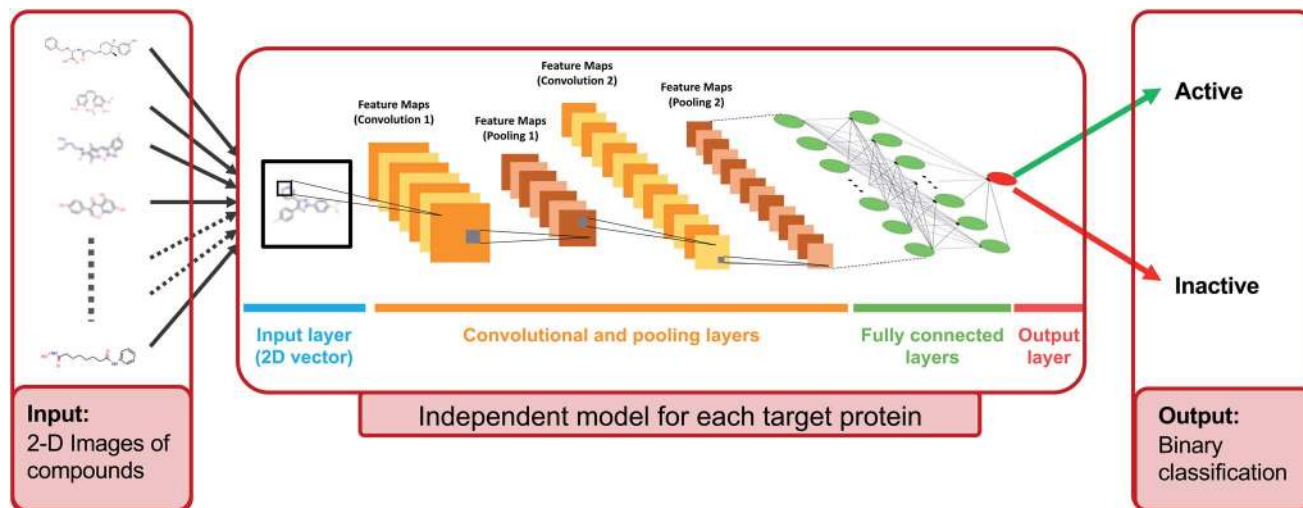 Feature Maps
(Convolution 1)
Feature Maps
(Pooling 1)
Feature Maps
(Convolution 2)
Feature Maps
(Pooling 2)
Active
Inactive
Input layer
(2D vector)
Convolutional and pooling layers
Fully connected
layers
Output
layer
Independent model for each target protein
Input:
2-D Images of
compounds
Output:
Binary
classification